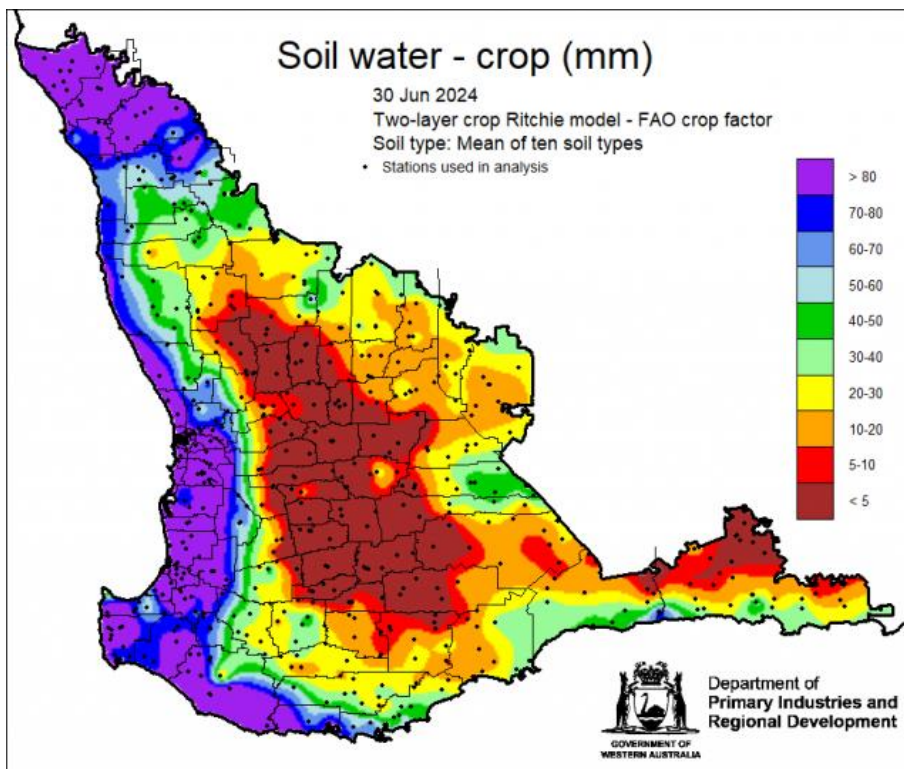 Soil water - crop (mm)
30 Jun 2024
Two-layer crop Ritchie model - FAO crop factor
Soil type: Mean of ten soil types
• Stations used in analysis
> 80
70-80
60-70
50-60
40-50
30-40
20-30
10-20
5-10
< 5
GOVERNMENT OF
WESTERN AUSTRALIA
Department of
Primary Industries and
Regional Development